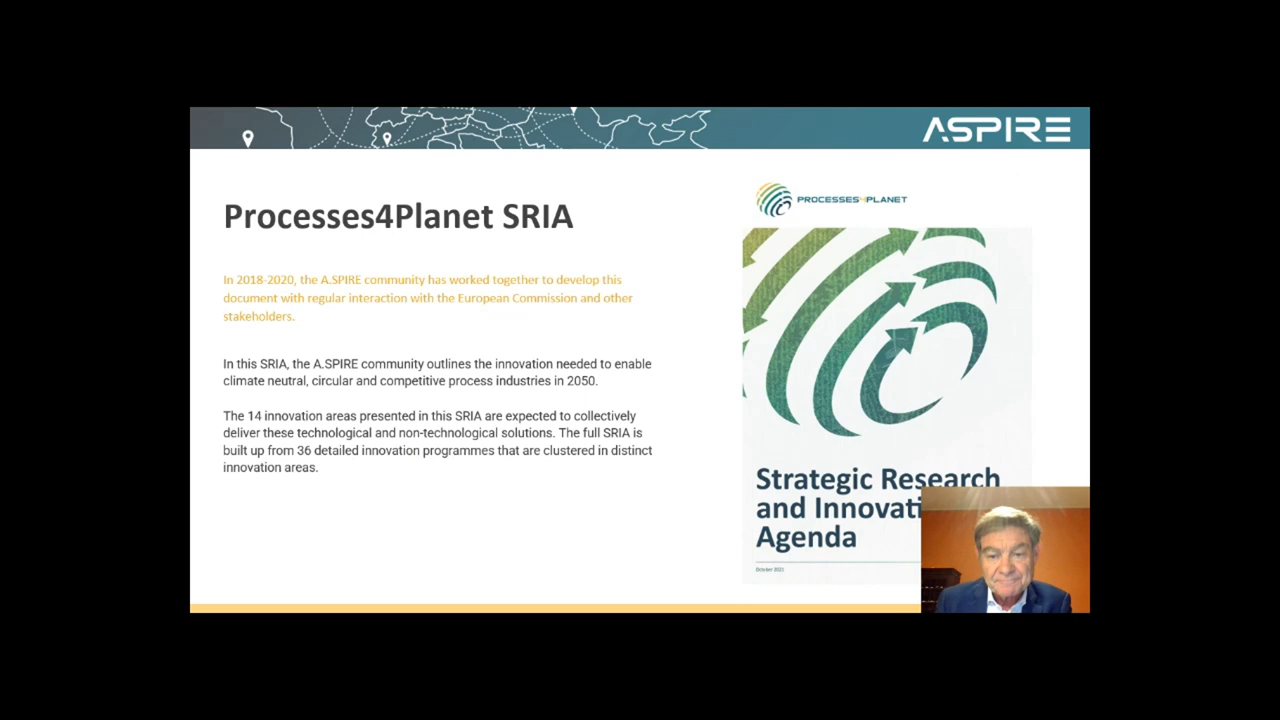 ASPIRE
Processes4Planet SRIA
In 2018-2020, the A.SPIRE community has worked together to develop this
document with regular interaction with the European Commission and other
stakeholders.
In this SRIA, the A.SPIRE community outlines the innovation needed to enable
climate neutral, circular and competitive process industries in 2050.
The 14 innovation areas presented in this SRIA are expected to collectively
deliver these technological and non-technological solutions. The full SRIA is
built up from 36 detailed innovation programmes that are clustered in distinct
innovation areas.
PROCESSES4PLANET
Strategic Research
and Innovati
Agenda
October 2021